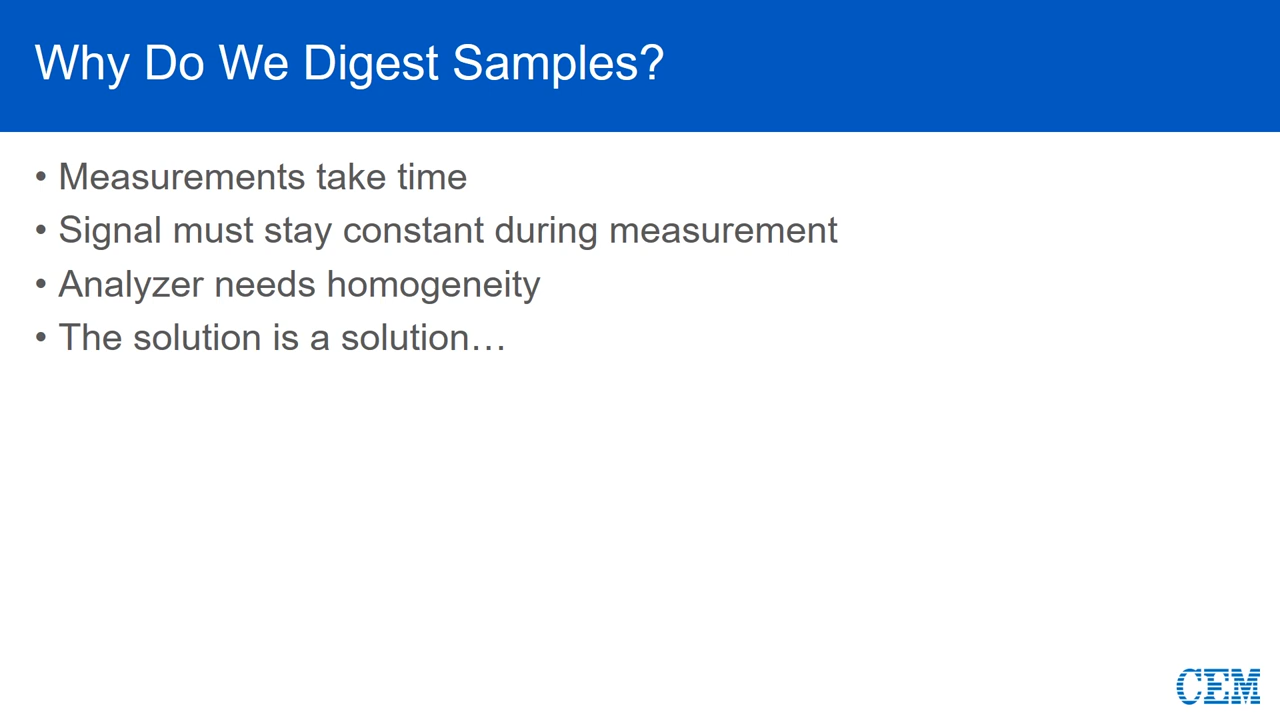 Why Do We Digest Samples?
• Measurements take time
• Signal must stay constant during measurement
• Analyzer needs homogeneity
• The solution is a solution…
CEM